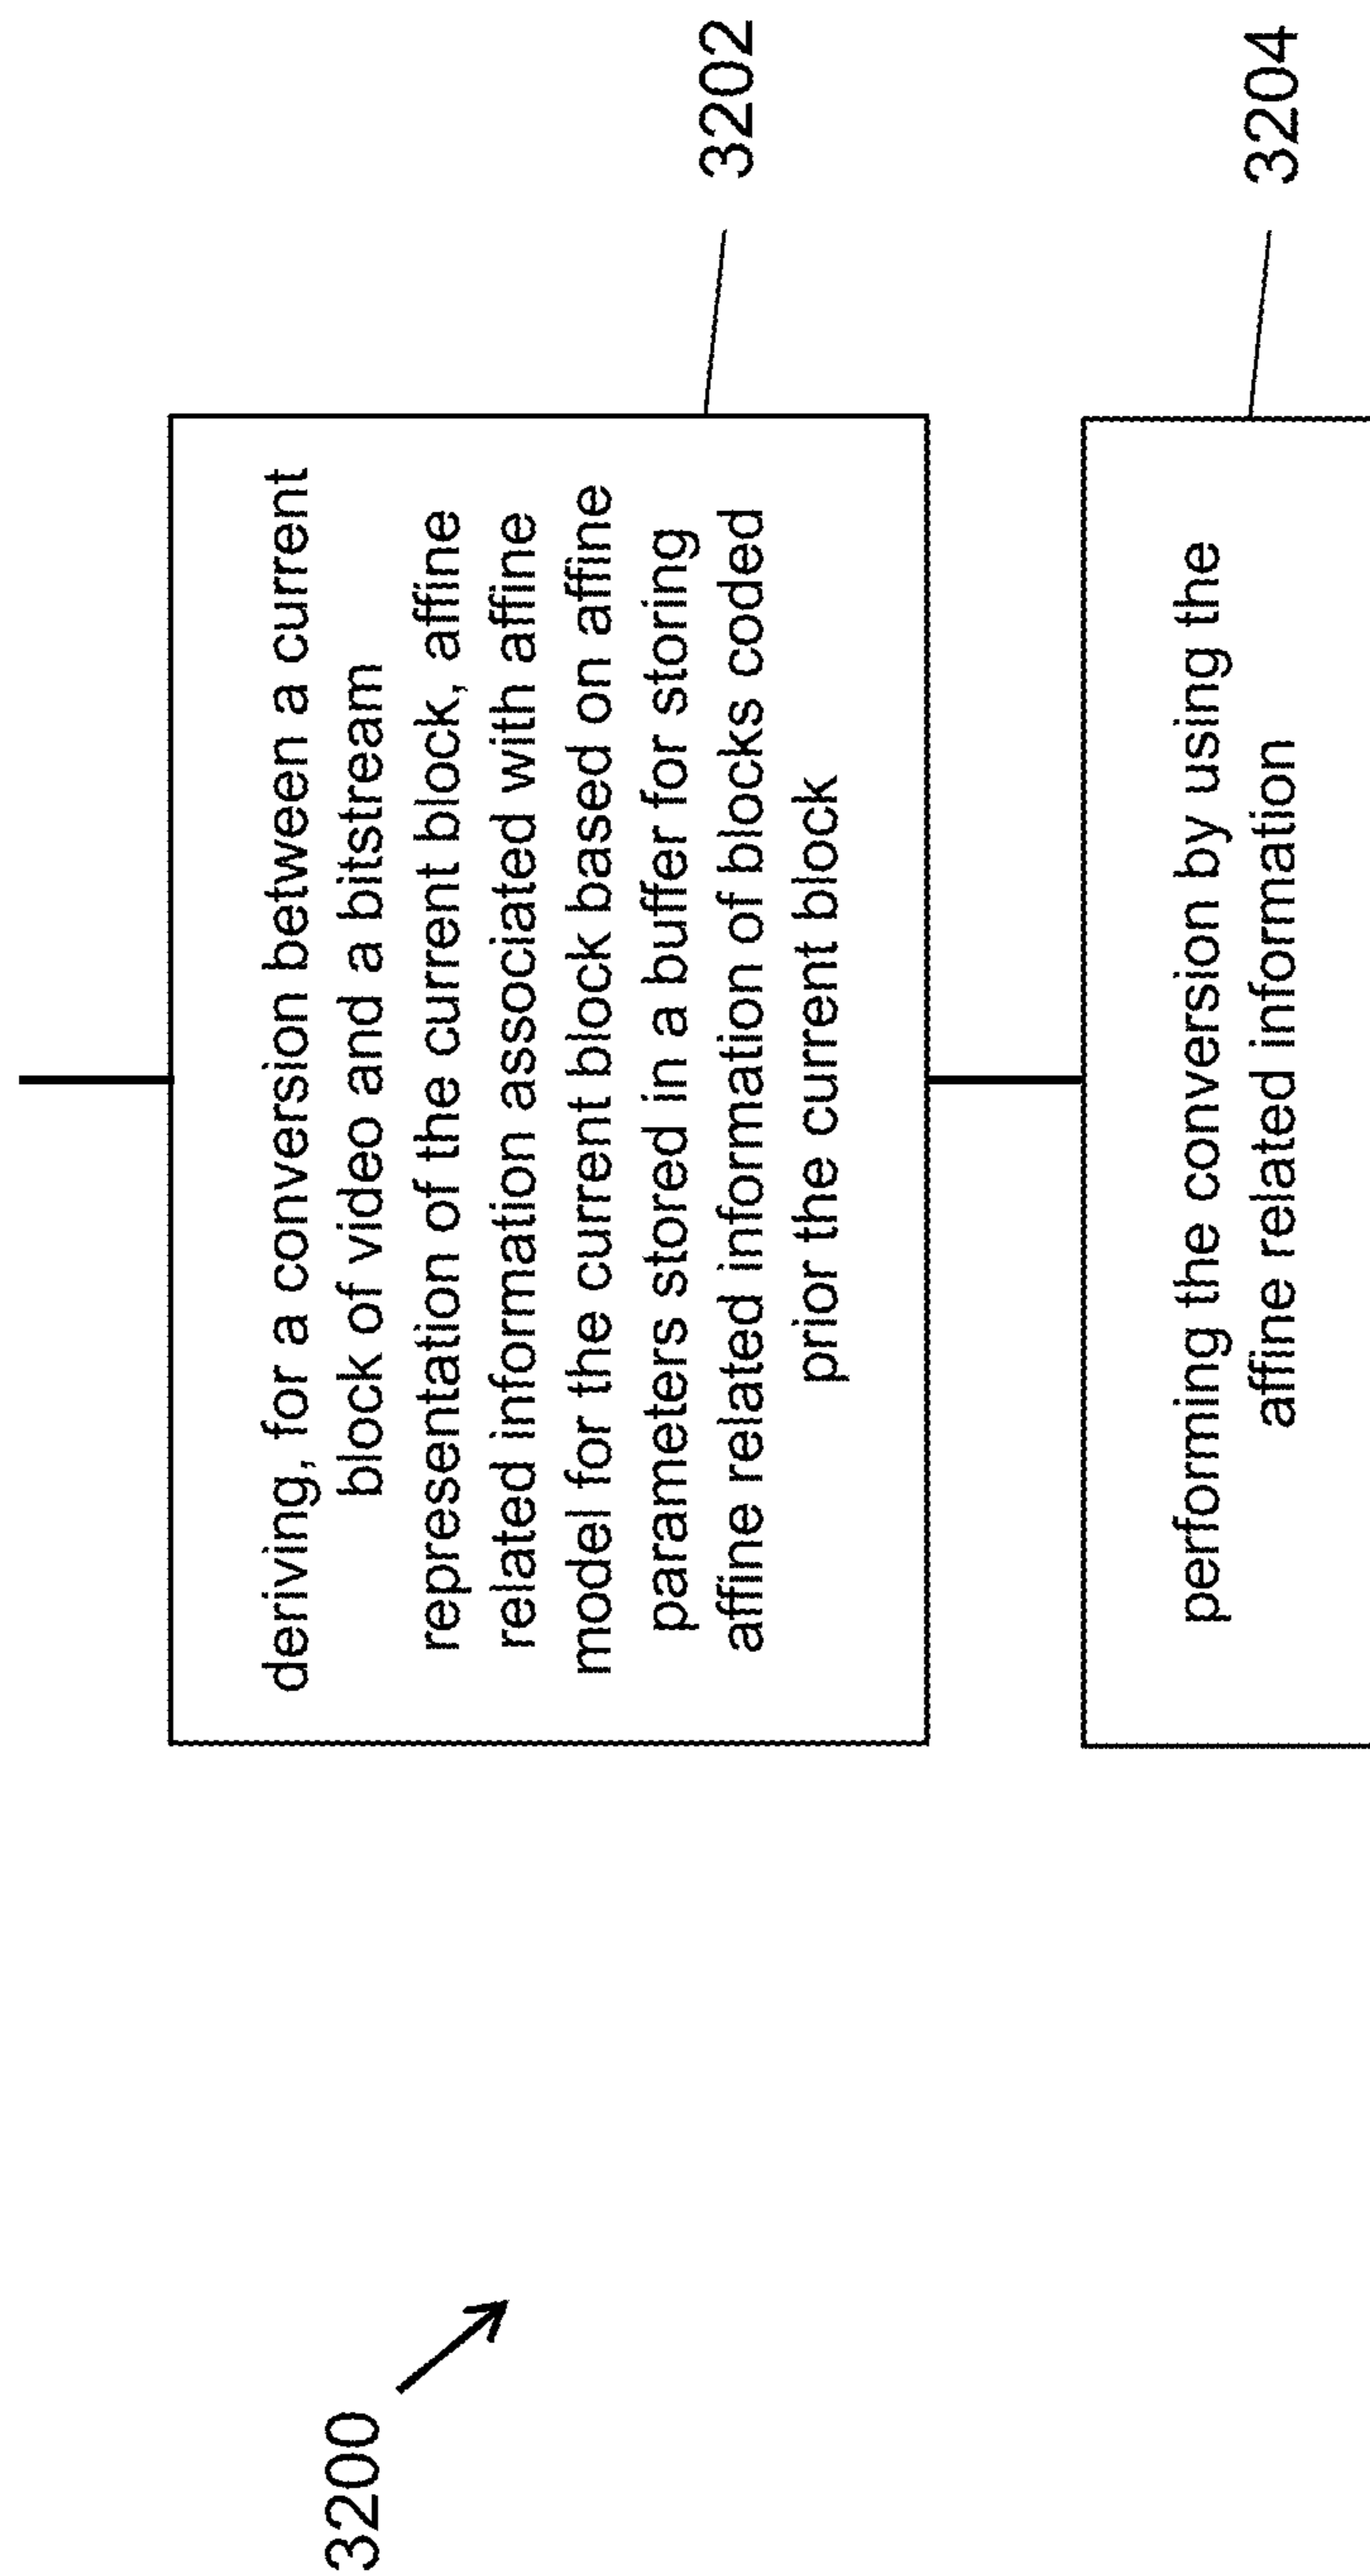 3200
deriving, for a conversion between a current
block of video and a bitstream
representation of the current block, affine
related information associated with affine
model for the current block based on affine
parameters stored in a buffer for storing
affine related information of blocks coded
prior the current block
3202
performing the conversion by using the
affine related information
3204